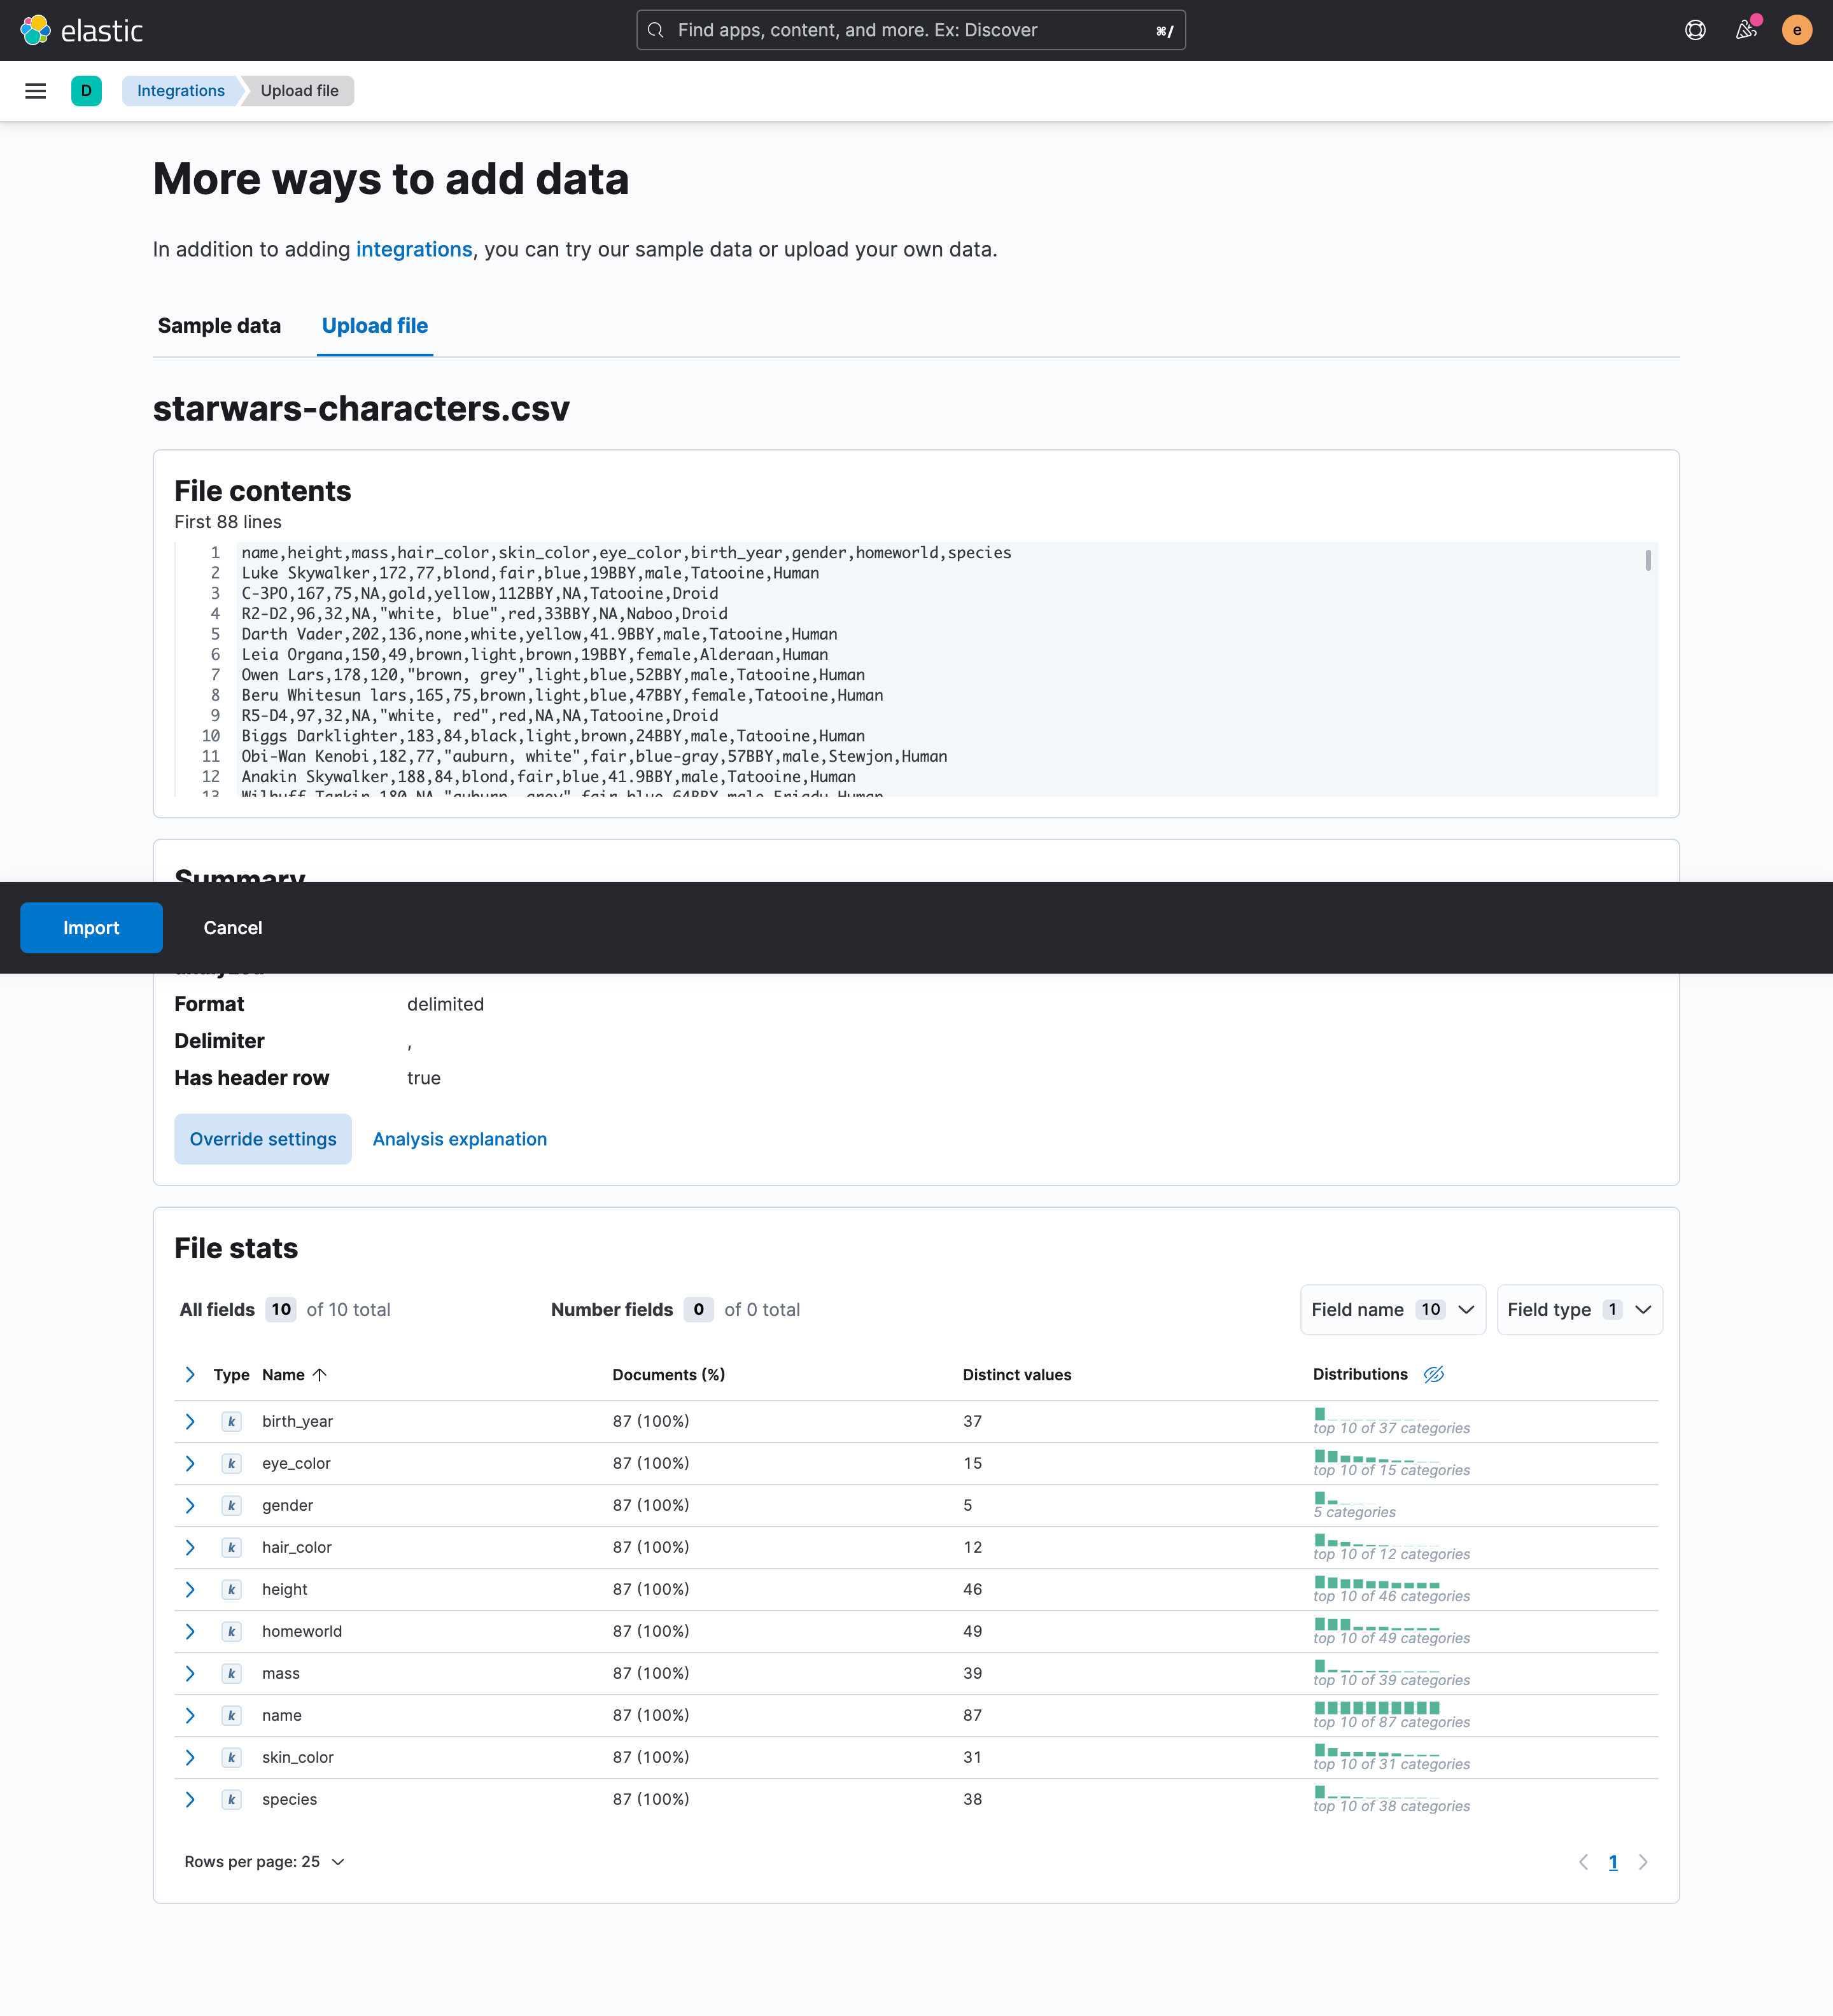 elastic
Find apps, content, and more. Ex: Discover
⌘/
e
D
Integrations
Upload file
More ways to add data
In addition to adding integrations, you can try our sample data or upload your own data.
Sample data
Upload file
starwars-characters.csv
File contents
First 88 lines
1 name,height,mass,hair_color,skin_color,eye_color,birth_year,gender,homeworld,species
2 Luke Skywalker,172,77,blond,fair,blue,19BBY,male,Tatooine,Human
3 C-3PO,167,75,NA,gold,yellow,112BBY,NA,Tatooine,Droid
4 R2-D2,96,32,NA,"white, blue",red,33BBY,NA,Naboo,Droid
5 Darth Vader,202,136,none,white,yellow,41.9BBY,male,Tatooine,Human
6 Leia Organa,150,49,brown,light,brown,19BBY,female,Alderaan,Human
7 Owen Lars,178,120,"brown, grey",light,blue,52BBY,male,Tatooine,Human
8 Beru Whitesun lars,165,75,brown,light,blue,47BBY,female,Tatooine,Human
9 R5-D4,97,32,NA,"white, red",red,NA,NA,Tatooine,Droid
10 Biggs Darklighter,183,84,black,light,brown,24BBY,male,Tatooine,Human
11 Obi-Wan Kenobi,182,77,"auburn, white",fair,blue-gray,57BBY,male,Stewjon,Human
12 Anakin Skywalker,188,84,blond,fair,blue,41.9BBY,male,Tatooine,Human
13 Wilhuff Tarkin,180,NA,"auburn, grey",fair,blue,64BBY,male,Eriadu,Human
Summary
Import
Cancel
analyzed
Format delimited
Delimiter ,
Has header row true
Override settings
Analysis explanation
File stats
All fields 10 of 10 total
Number fields 0 of 0 total
Field name 10
Field type 1
Type Name Documents (%) Distinct values Distributions
k birth_year 87 (100%) 37 top 10 of 37 categories
k eye_color 87 (100%) 15 top 10 of 15 categories
k gender 87 (100%) 5 5 categories
k hair_color 87 (100%) 12 top 10 of 12 categories
k height 87 (100%) 46 top 10 of 46 categories
k homeworld 87 (100%) 49 top 10 of 49 categories
k mass 87 (100%) 39 top 10 of 39 categories
k name 87 (100%) 87 top 10 of 87 categories
k skin_color 87 (100%) 31 top 10 of 31 categories
k species 87 (100%) 38 top 10 of 38 categories
Rows per page: 25
1